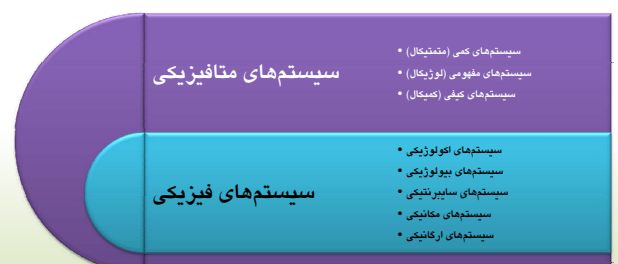 سیستم‌های متافیزیکی
• سیستم‌های کمی (متمتیکال)
• سیستم‌های مفهومی (لوژیکال)
• سیستم‌های کیفی (کمیکال)
سیستم‌های فیزیکی
• سیستم‌های اکولوژیکی
• سیستم‌های بیولوژیکی
• سیستم‌های سایبرنتیکی
• سیستم‌های مکانیکی
• سیستم‌های ارگانیکی